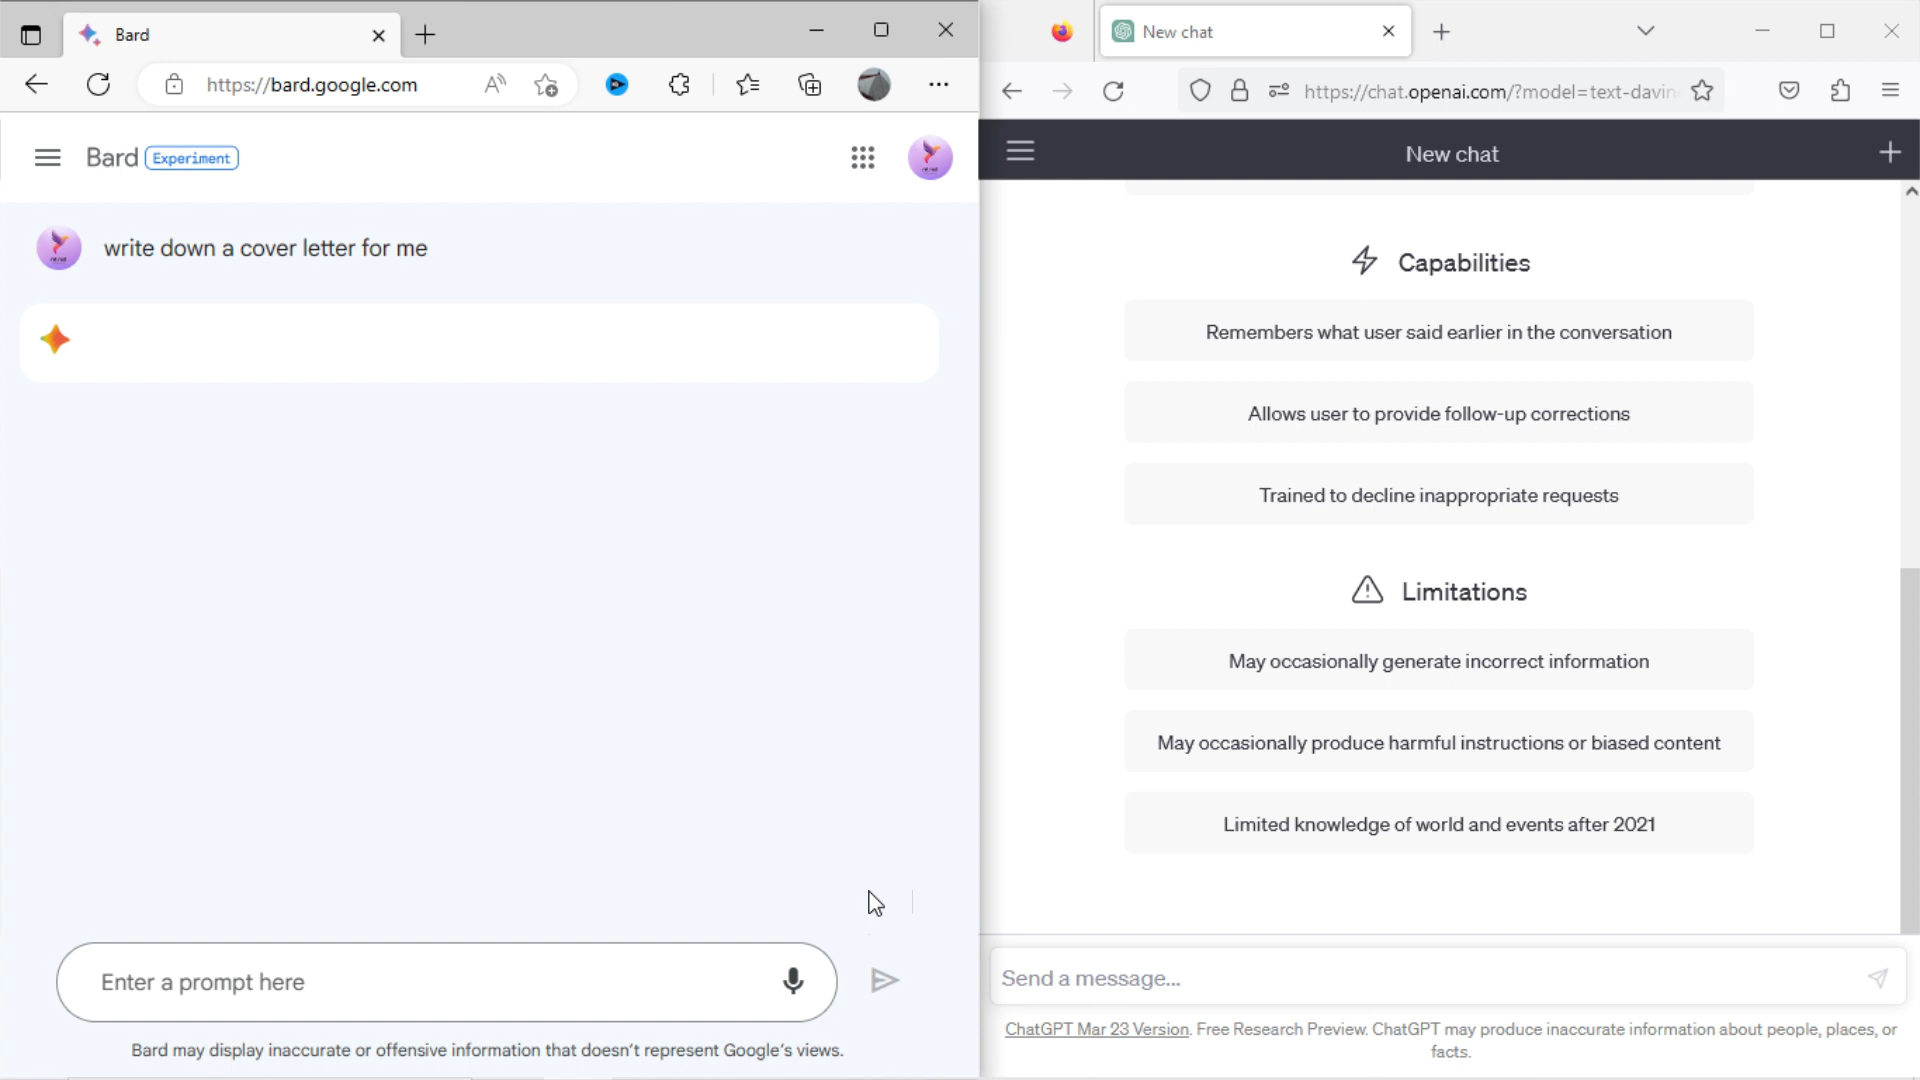 Bard
https://bard.google.com
Bard Experiment
write down a cover letter for me
Enter a prompt here
Bard may display inaccurate or offensive information that doesn't represent Google's views.
New chat
https://chat.openai.com/?model=text-davin
New chat
Capabilities
Remembers what user said earlier in the conversation
Allows user to provide follow-up corrections
Trained to decline inappropriate requests
Limitations
May occasionally generate incorrect information
May occasionally produce harmful instructions or biased content
Limited knowledge of world and events after 2021
Send a message...
ChatGPT Mar 23 Version. Free Research Preview. ChatGPT may produce inaccurate information about people, places, or
facts.